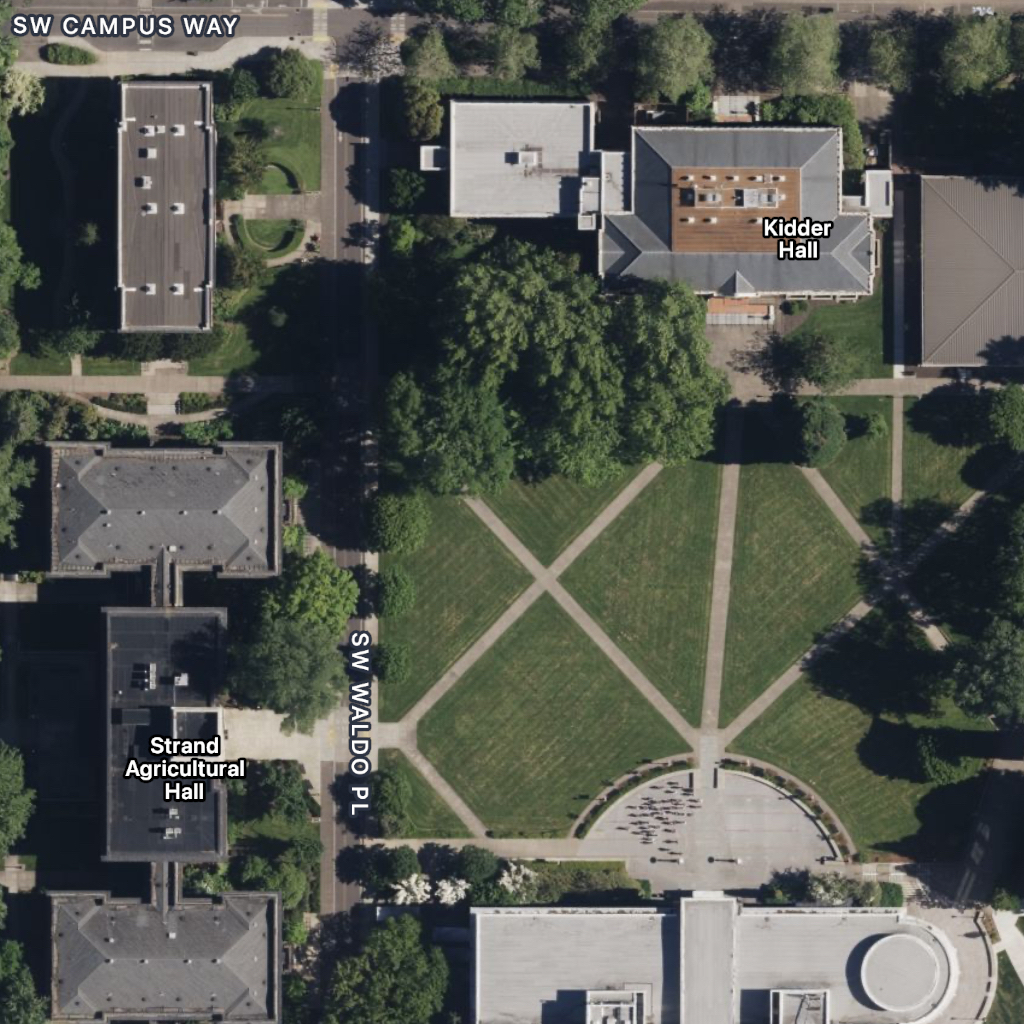 SW CAMPUS WAY
Kidder
Hall
SW WALDO PL
Strand
Agricultural
Hall